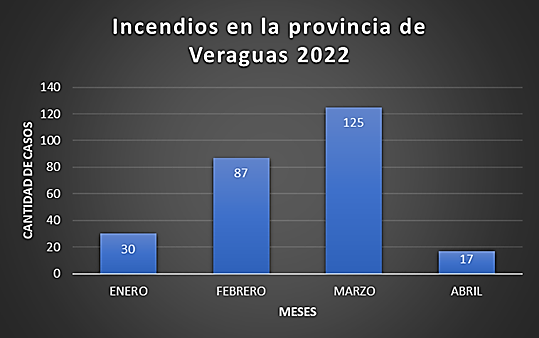 Incendios en la provincia de
Veraguas 2022
CANTIDAD DE CASOS
140
120
100
80
60
40
20
0
30
87
125
17
ENERO
FEBRERO
MARZO
ABRIL
MESES